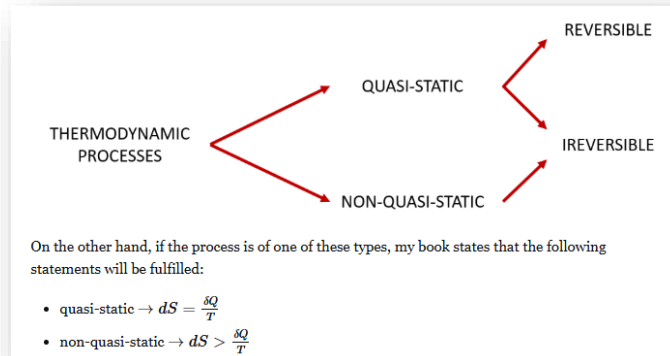 REVERSIBLE
QUASI-STATIC
THERMODYNAMIC
PROCESSES
IREVERSIBLE
NON-QUASI-STATIC
On the other hand, if the process is of one of these types, my book states that the following
statements will be fulfilled:
• quasi-static → dS = δQ/T
• non-quasi-static → dS > δQ/T